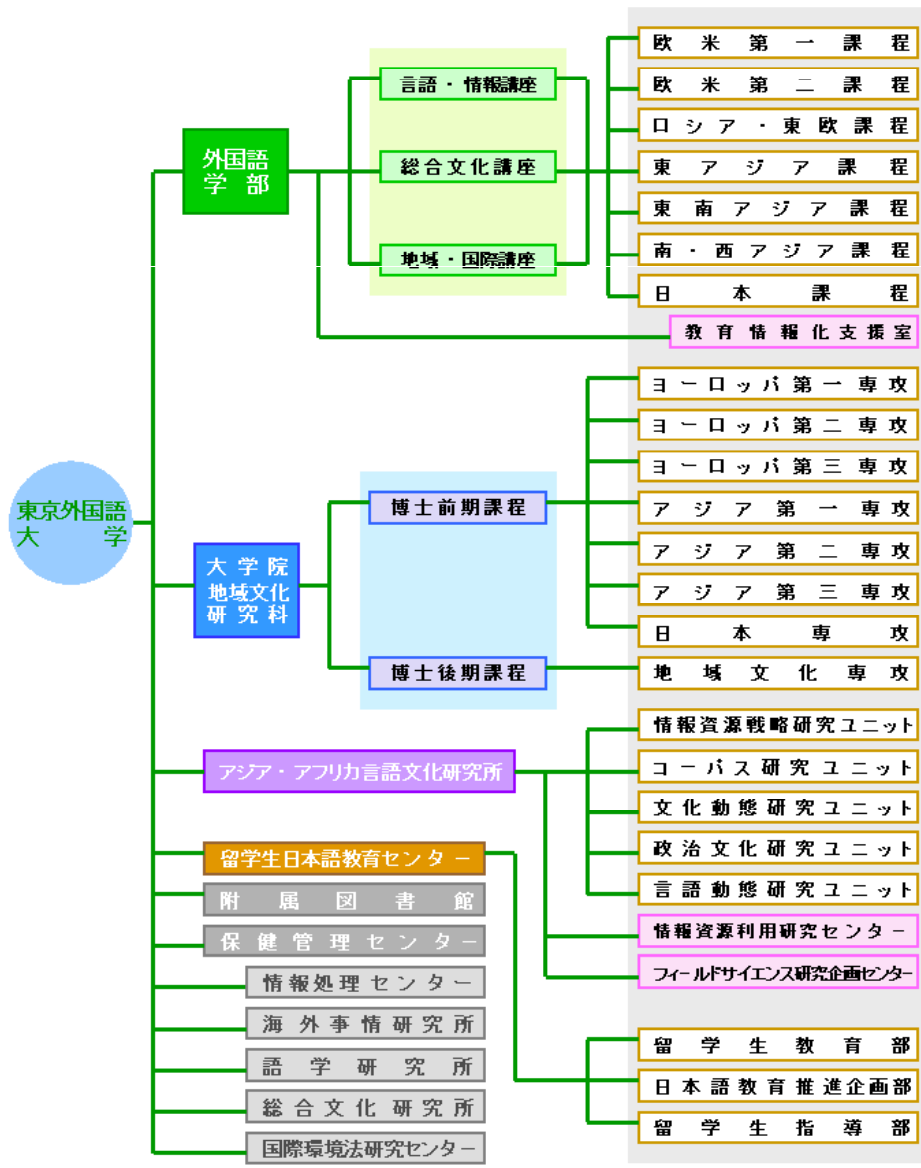 東京外国語
大学
外国語
学部
言語・情報講座
総合文化講座
地域・国際講座
欧米第一課程
欧米第二課程
ロシア・東欧課程
東アジア課程
東南アジア課程
南・西アジア課程
日本課程
教育情報化支援室
大学院
地域文化
研究科
博士前期課程
博士後期課程
ヨーロッパ第一専攻
ヨーロッパ第二専攻
ヨーロッパ第三専攻
アジア第一専攻
アジア第二専攻
アジア第三専攻
日本専攻
地域文化専攻
アジア・アフリカ言語文化研究所
情報資源戦略研究ユニット
コーパス研究ユニット
文化動態研究ユニット
政治文化研究ユニット
言語動態研究ユニット
情報資源利用研究センター
フィールドサイエンス研究企画センター
留学生日本語教育センター
留学生教育部
日本語教育推進企画部
留学生指導部
附属図書館
保健管理センター
情報処理センター
海外事情研究所
語学研究所
総合文化研究所
国際環境法研究センター